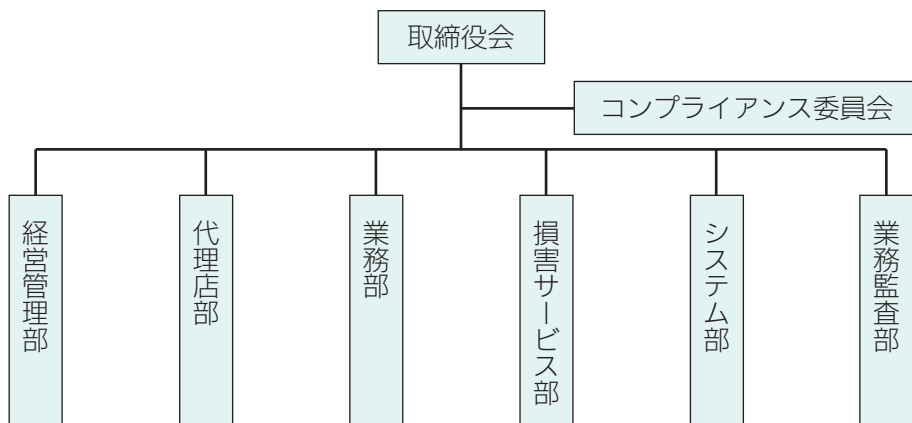 取締役会
コンプライアンス委員会
経営管理部
代理店部
業務部
損害サービス部
システム部
業務監査部